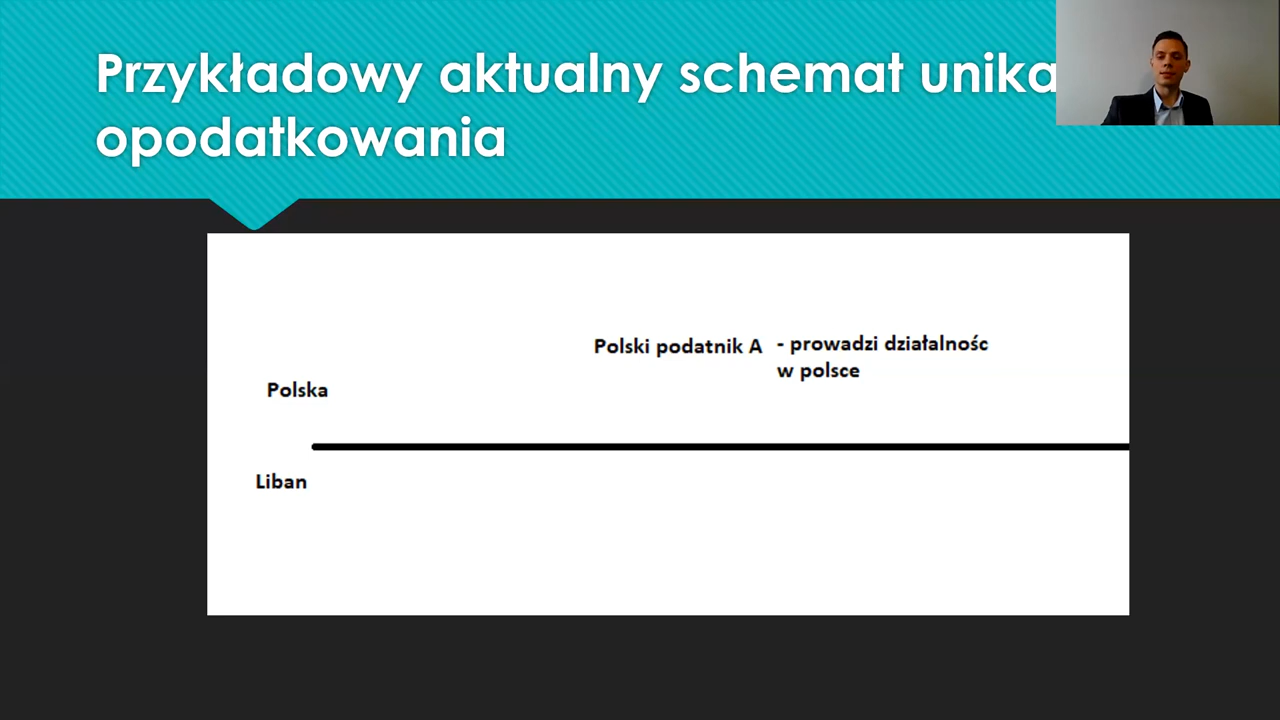 Przykładowy aktualny schemat unika
opodatkowania
Polski podatnik A - prowadzi działalnośc
w polsce
Polska
Liban